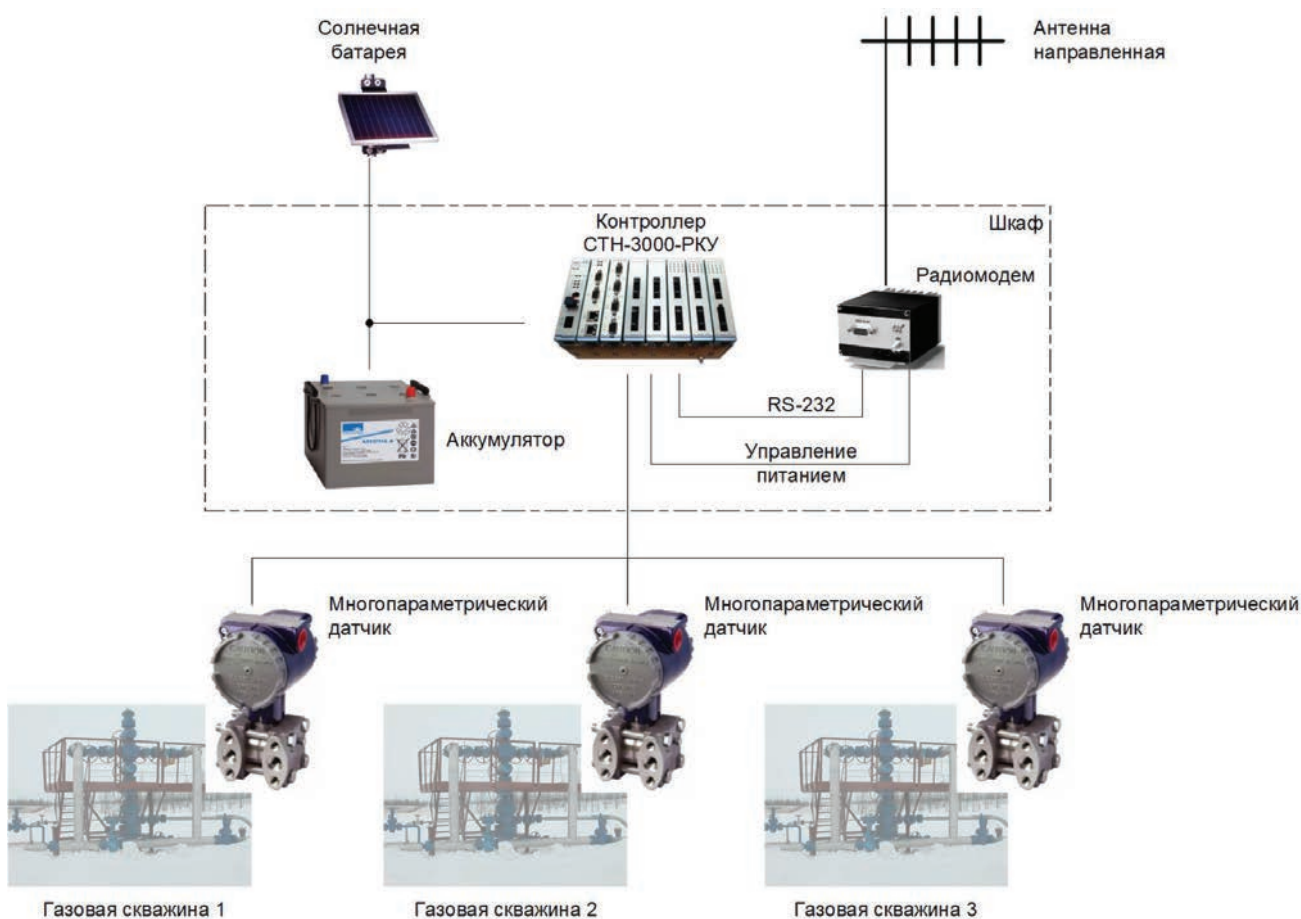 Солнечная
батарея
Антенна
направленная
Контроллер
СТН-3000-РКУ
Шкаф
Радиомодем
RS-232
Аккумулятор
Управление
питанием
Многопараметрический
датчик
Многопараметрический
датчик
Многопараметрический
датчик
Газовая скважина 1
Газовая скважина 2
Газовая скважина 3